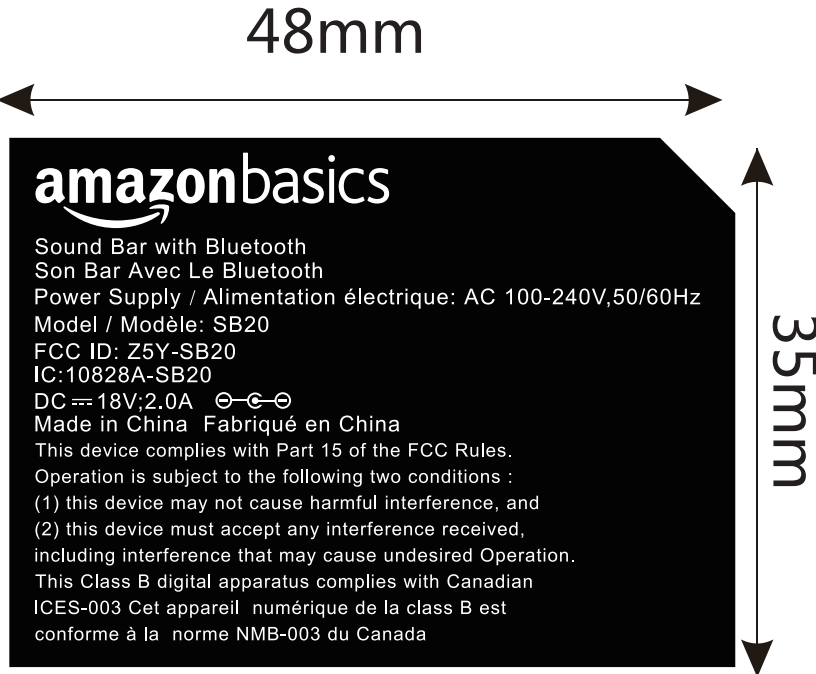 48mm
amazonbasics
Sound Bar with Bluetooth
Son Bar Avec Le Bluetooth
Power Supply / Alimentation électrique: AC 100-240V,50/60Hz
Model / Modèle: SB20
FCC ID: Z5Y-SB20
IC:10828A-SB20
DC ⎓ 18V;2.0A
Made in China  Fabriqué en China
This device complies with Part 15 of the FCC Rules.
Operation is subject to the following two conditions :
(1) this device may not cause harmful interference, and
(2) this device must accept any interference received,
including interference that may cause undesired Operation.
This Class B digital apparatus complies with Canadian
ICES-003 Cet appareil  numérique de la class B est
conforme à la  norme NMB-003 du Canada
35mm